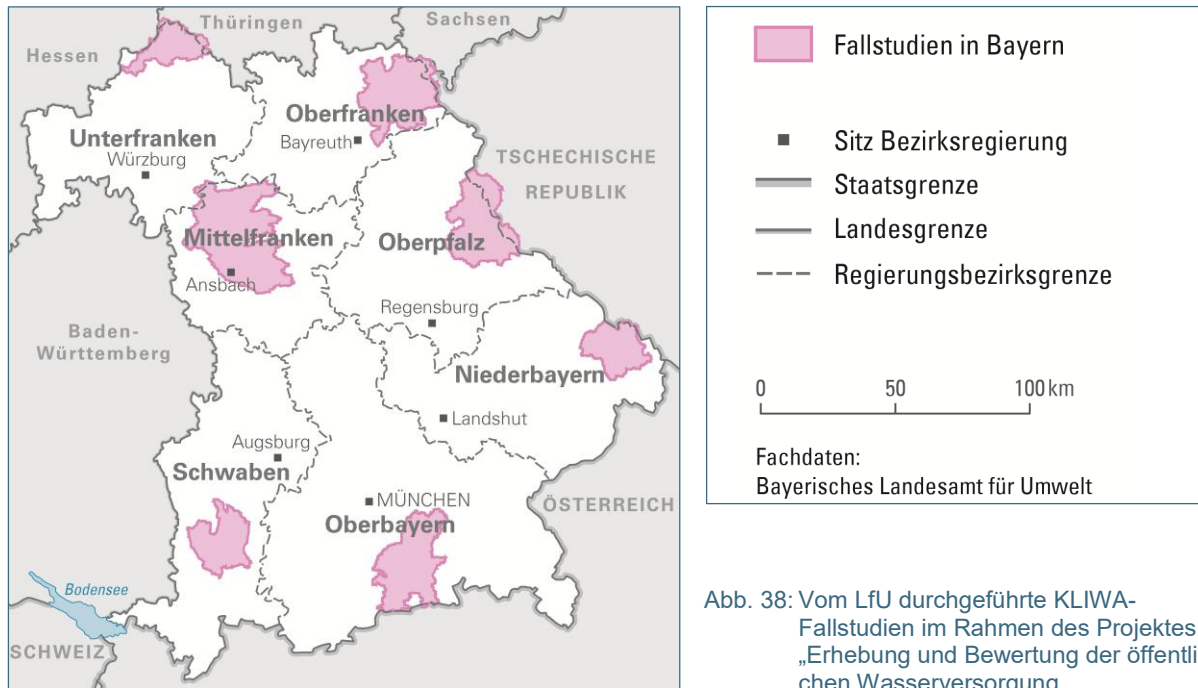 Thüringen
Sachsen
Hessen
Oberfranken
Bayreuth
Unterfranken
Würzburg
TSCHECHISCHE
REPUBLIK
Mittelfranken
Oberpfalz
Ansbach
Regensburg
Baden-
Württemberg
Niederbayern
Landshut
Augsburg
Schwaben
MÜNCHEN
ÖSTERREICH
Oberbayern
Bodensee
SCHWEIZ
Fallstudien in Bayern
Sitz Bezirksregierung
Staatsgrenze
Landesgrenze
Regierungsbezirksgrenze
0 50 100 km
Fachdaten:
Bayerisches Landesamt für Umwelt
Abb. 38: Vom LfU durchgeführte KLIWA-
Fallstudien im Rahmen des Projektes
„Erhebung und Bewertung der öffentli
chen Wasserversorgung